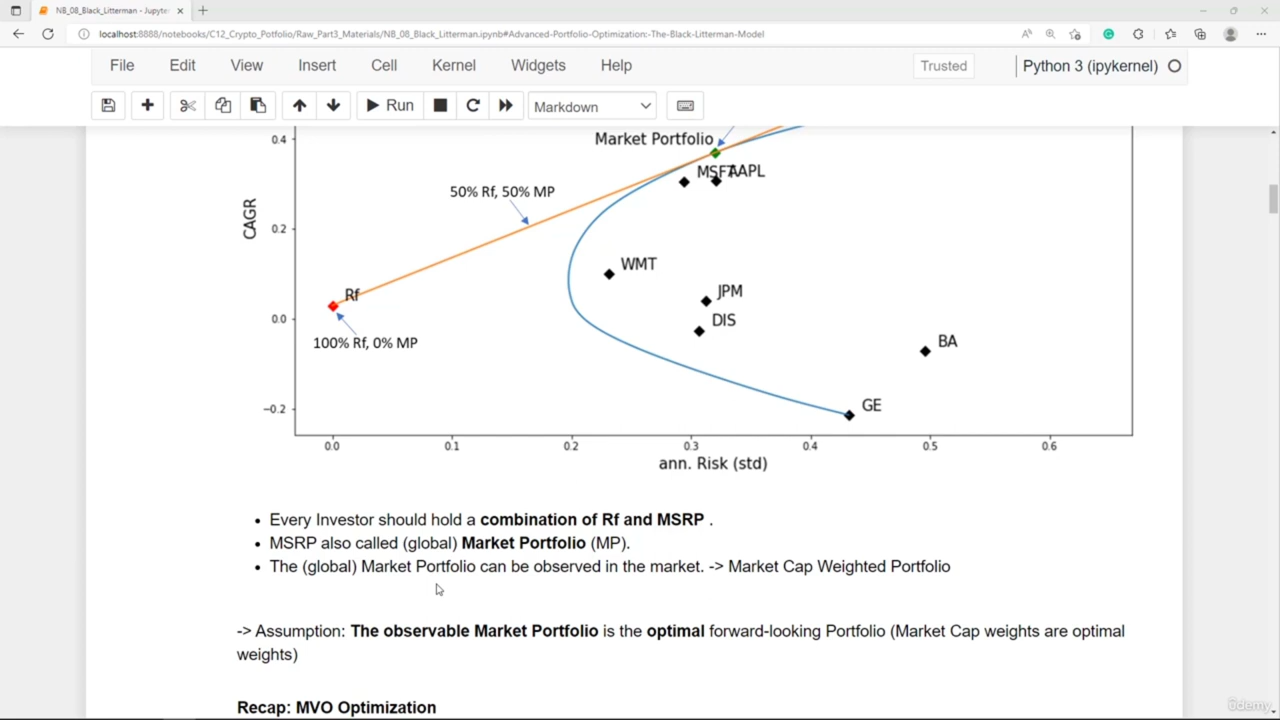 NB_08_Black_Litterman - Jupyter
localhost:8888/notebooks/C12_Crypto_Potfolio/Raw_Part3_Materials/NB_08_Black_Litterman.ipynb#Advanced-Portfolio-Optimization:-The-Black-Litterman-Model
File Edit View Insert Cell Kernel Widgets Help Trusted Python 3 (ipykernel)
Run Markdown
0.4
Market Portfolio
MSFT AAPL
50% Rf, 50% MP
CAGR
0.2
WMT
Rf
JPM
0.0
DIS
100% Rf, 0% MP
BA
GE
−0.2
0.0 0.1 0.2 0.3 0.4 0.5 0.6
ann. Risk (std)
• Every Investor should hold a combination of Rf and MSRP .
• MSRP also called (global) Market Portfolio (MP).
• The (global) Market Portfolio can be observed in the market. -> Market Cap Weighted Portfolio
-> Assumption: The observable Market Portfolio is the optimal forward-looking Portfolio (Market Cap weights are optimal
weights)
Recap: MVO Optimization
ûdemy